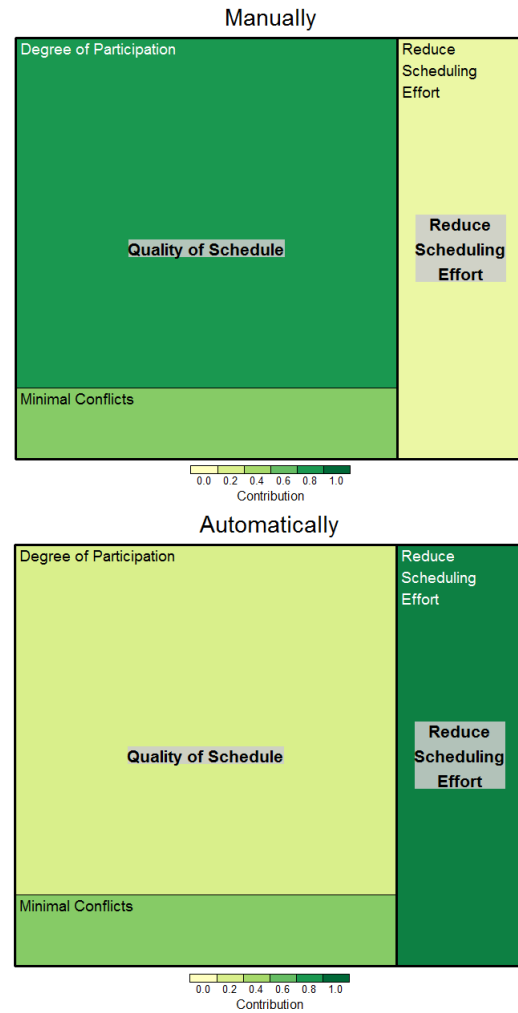 Manually
Degree of Participation
Reduce
Scheduling
Effort
Quality of Schedule
Reduce
Scheduling
Effort
Minimal Conflicts
0.0 0.2 0.4 0.6 0.8 1.0
Contribution
Automatically
Degree of Participation
Reduce
Scheduling
Effort
Quality of Schedule
Reduce
Scheduling
Effort
Minimal Conflicts
0.0 0.2 0.4 0.6 0.8 1.0
Contribution